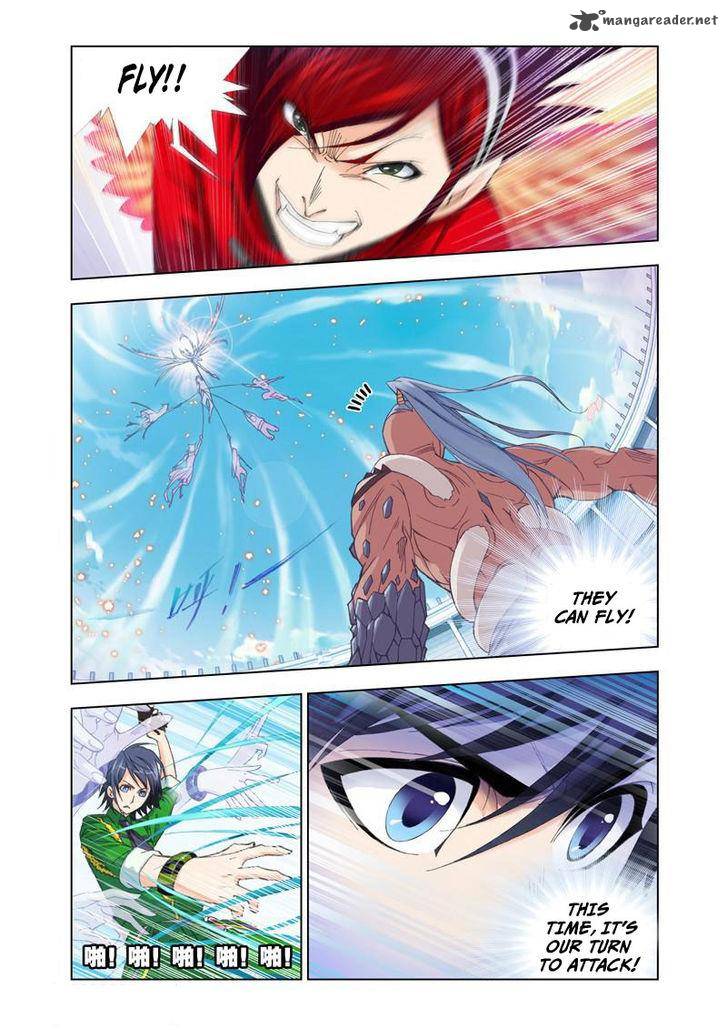 mangareader.net
FLY!!
THEY
CAN FLY!
呼!
啪! 啪! 啪! 啪! 啪!
THIS
TIME, IT'S
OUR TURN
TO ATTACK!